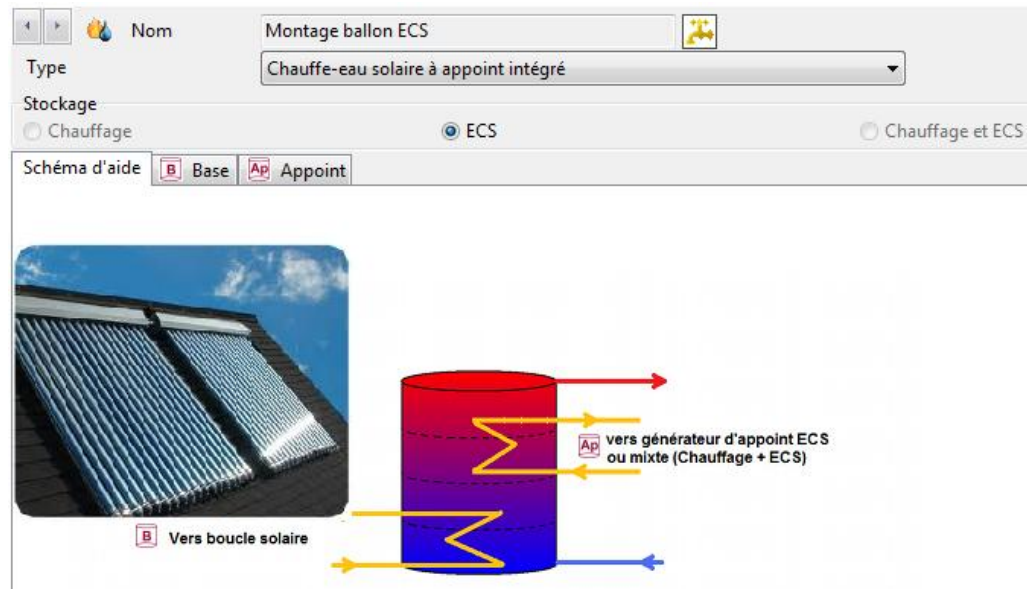 Nom Montage ballon ECS
Type Chauffe-eau solaire à appoint intégré
Stockage
Chauffage ECS Chauffage et ECS
Schéma d'aide B Base Ap Appoint
Ap vers générateur d'appoint ECS
ou mixte (Chauffage + ECS)
B Vers boucle solaire